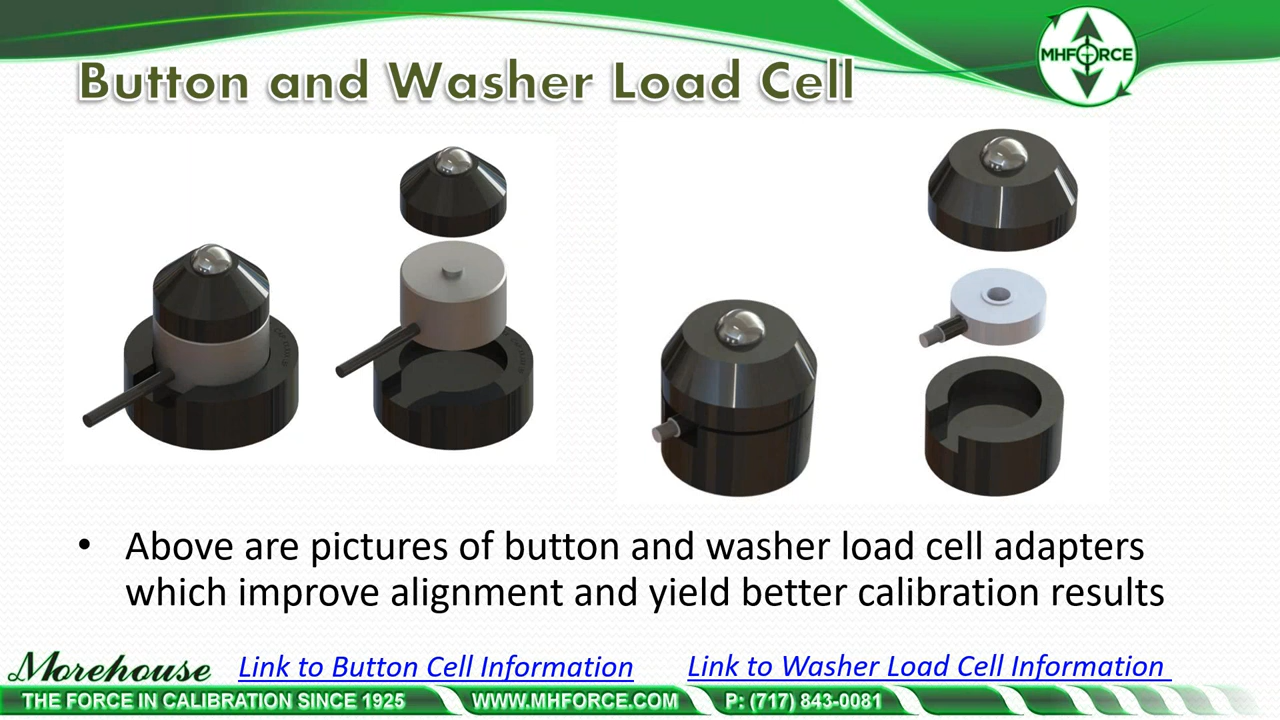 MHFORCE
Button and Washer Load Cell
• Above are pictures of button and washer load cell adapters
which improve alignment and yield better calibration results
Morehouse
Link to Button Cell Information
Link to Washer Load Cell Information
THE FORCE IN CALIBRATION SINCE 1925
WWW.MHFORCE.COM
P: (717) 843-0081